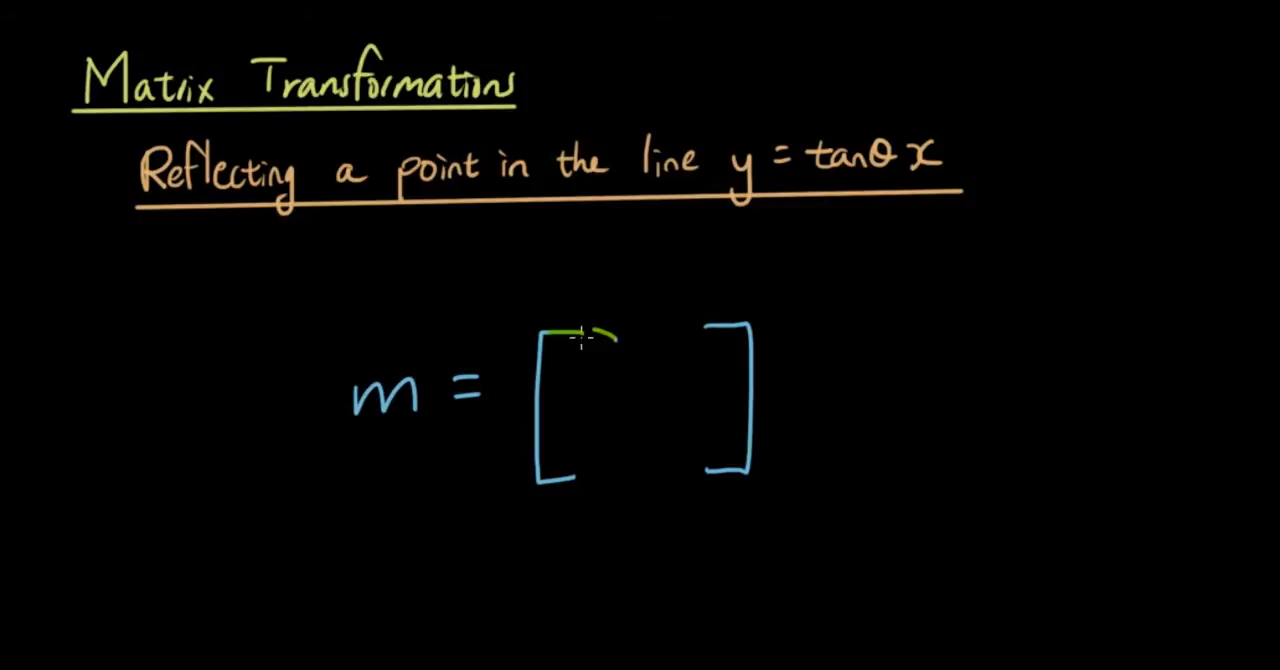 Matrix Transformations
Reflecting a point in the line y = tanθ x
m = [ ]